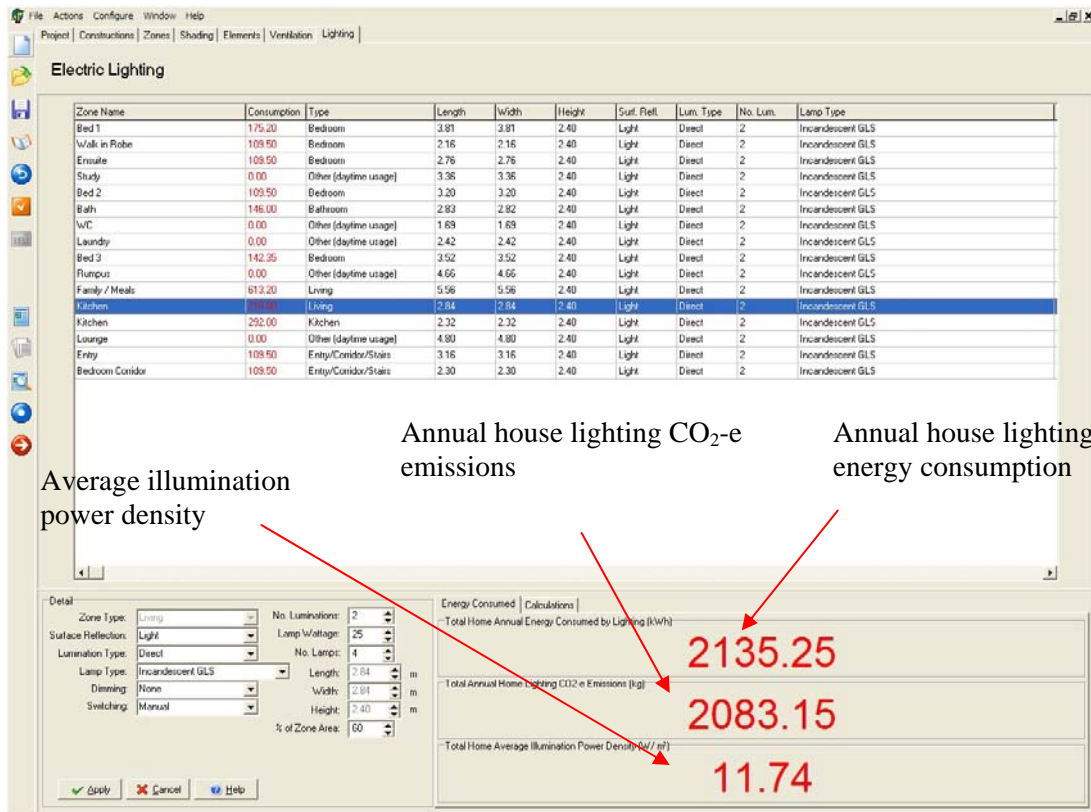 File Actions Configure Window Help
Project Constructions Zones Shading Elements Ventilation Lighting
Electric Lighting
Zone Name Consumption Type Length Width Height Surf. Refl. Lum. Type No. Lum. Lamp Type
Bed 1 175.20 Bedroom 3.81 3.81 2.40 Light Direct 2 Incandescent GLS
Walk in Robe 109.50 Bedroom 2.16 2.16 2.40 Light Direct 2 Incandescent GLS
Ensuite 109.50 Bedroom 2.76 2.76 2.40 Light Direct 2 Incandescent GLS
Study 0.00 Other (daytime usage) 3.36 3.36 2.40 Light Direct 2 Incandescent GLS
Bed 2 109.50 Bedroom 3.20 3.20 2.40 Light Direct 2 Incandescent GLS
Bath 146.00 Bathroom 2.83 2.82 2.40 Light Direct 2 Incandescent GLS
WC 0.00 Other (daytime usage) 1.69 1.69 2.40 Light Direct 2 Incandescent GLS
Laundry 0.00 Other (daytime usage) 2.42 2.42 2.40 Light Direct 2 Incandescent GLS
Bed 3 142.35 Bedroom 3.52 3.52 2.40 Light Direct 2 Incandescent GLS
Rumpus 0.00 Other (daytime usage) 4.66 4.66 2.40 Light Direct 2 Incandescent GLS
Family / Meals 613.20 Living 5.56 5.56 2.40 Light Direct 2 Incandescent GLS
Kitchen Living 2.84 2.84 2.40 Light Direct 2 Incandescent GLS
Kitchen 292.00 Kitchen 2.32 2.32 2.40 Light Direct 2 Incandescent GLS
Lounge 0.00 Other (daytime usage) 4.80 4.80 2.40 Light Direct 2 Incandescent GLS
Entry 109.50 Entry/Corridor/Stairs 3.16 3.16 2.40 Light Direct 2 Incandescent GLS
Bedroom Corridor 109.50 Entry/Corridor/Stairs 2.30 2.30 2.40 Light Direct 2 Incandescent GLS
Annual house lighting CO₂-e
emissions
Annual house lighting
energy consumption
Average illumination
power density
Detail
Zone Type: Living
Surface Reflection: Light
Lumination Type: Direct
Lamp Type: Incandescent GLS
Dimming: None
Switching: Manual
No. Luminations: 2
Lamp Wattage: 25
No. Lamps: 4
Length: 2.84 m
Width: 2.84 m
Height: 2.40 m
% of Zone Area: 60
Apply Cancel Help
Energy Consumed Calculations
Total Home Annual Energy Consumed by Lighting (kWh)
2135.25
Total Annual Home Lighting CO2-e Emissions (kg)
2083.15
Total Home Average Illumination Power Density (W/ m²)
11.74